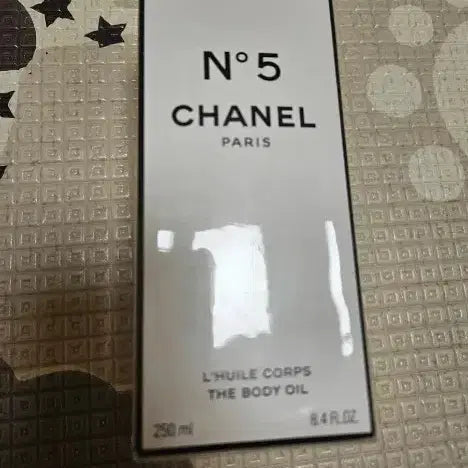 N°5
CHANEL
PARIS
L'HUILE CORPS
THE BODY OIL
250 ml
8.4 FL.OZ.